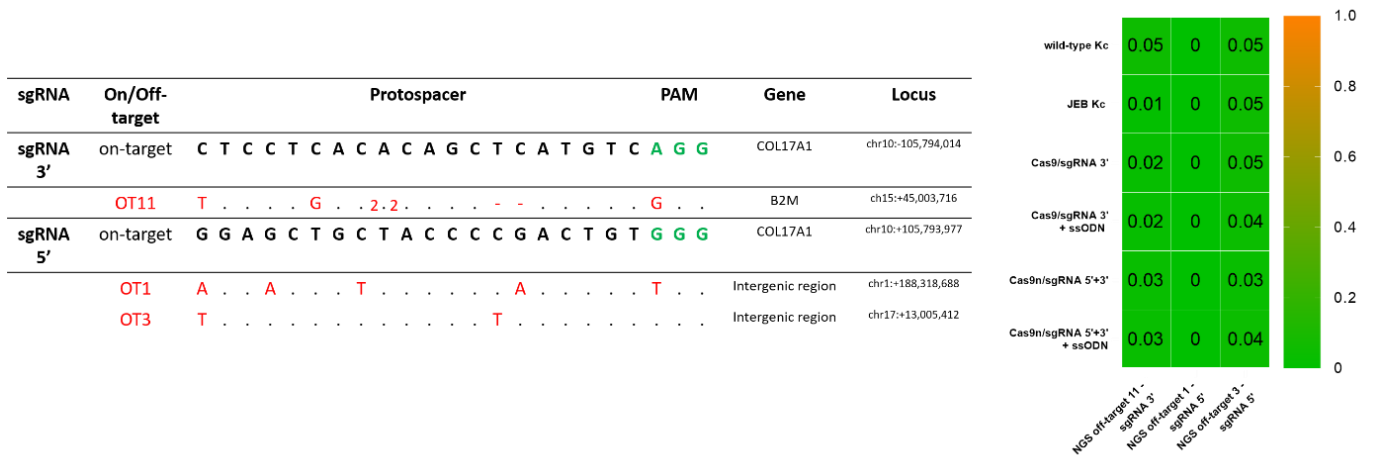 sgRNA On/Off- Protospacer PAM Gene Locus
target
sgRNA on-target C T C C T C A C A C A G C T C A T G T C A G G COL17A1 chr10:-105,794,014
3'
OT11 T . . . . G . . 2 . 2 . . . . - - . . . . . G . . B2M ch15:+45,003,716
sgRNA on-target G G A G C T G C T A C C C C G A C T G T G G G COL17A1 chr10:+105,793,977
5'
OT1 A . . A . . . T . . . . . . A . . . . . T . . Intergenic region chr1:+188,318,688
OT3 T . . . . . . . . . . . . T . . . . . . . . . Intergenic region chr17:+13,005,412
wild-type Kc 0.05 0 0.05
JEB Kc 0.01 0 0.05
Cas9/sgRNA 3' 0.02 0 0.05
Cas9/sgRNA 3' 0.02 0 0.04
+ ssODN
Cas9n/sgRNA 5'+3' 0.03 0 0.03
Cas9n/sgRNA 5'+3' 0.03 0 0.04
+ ssODN
NGS off-target 11 -
sgRNA 3'
NGS off-target 1 -
sgRNA 5'
NGS off-target 3 -
sgRNA 5'
1.0
0.8
0.6
0.4
0.2
0